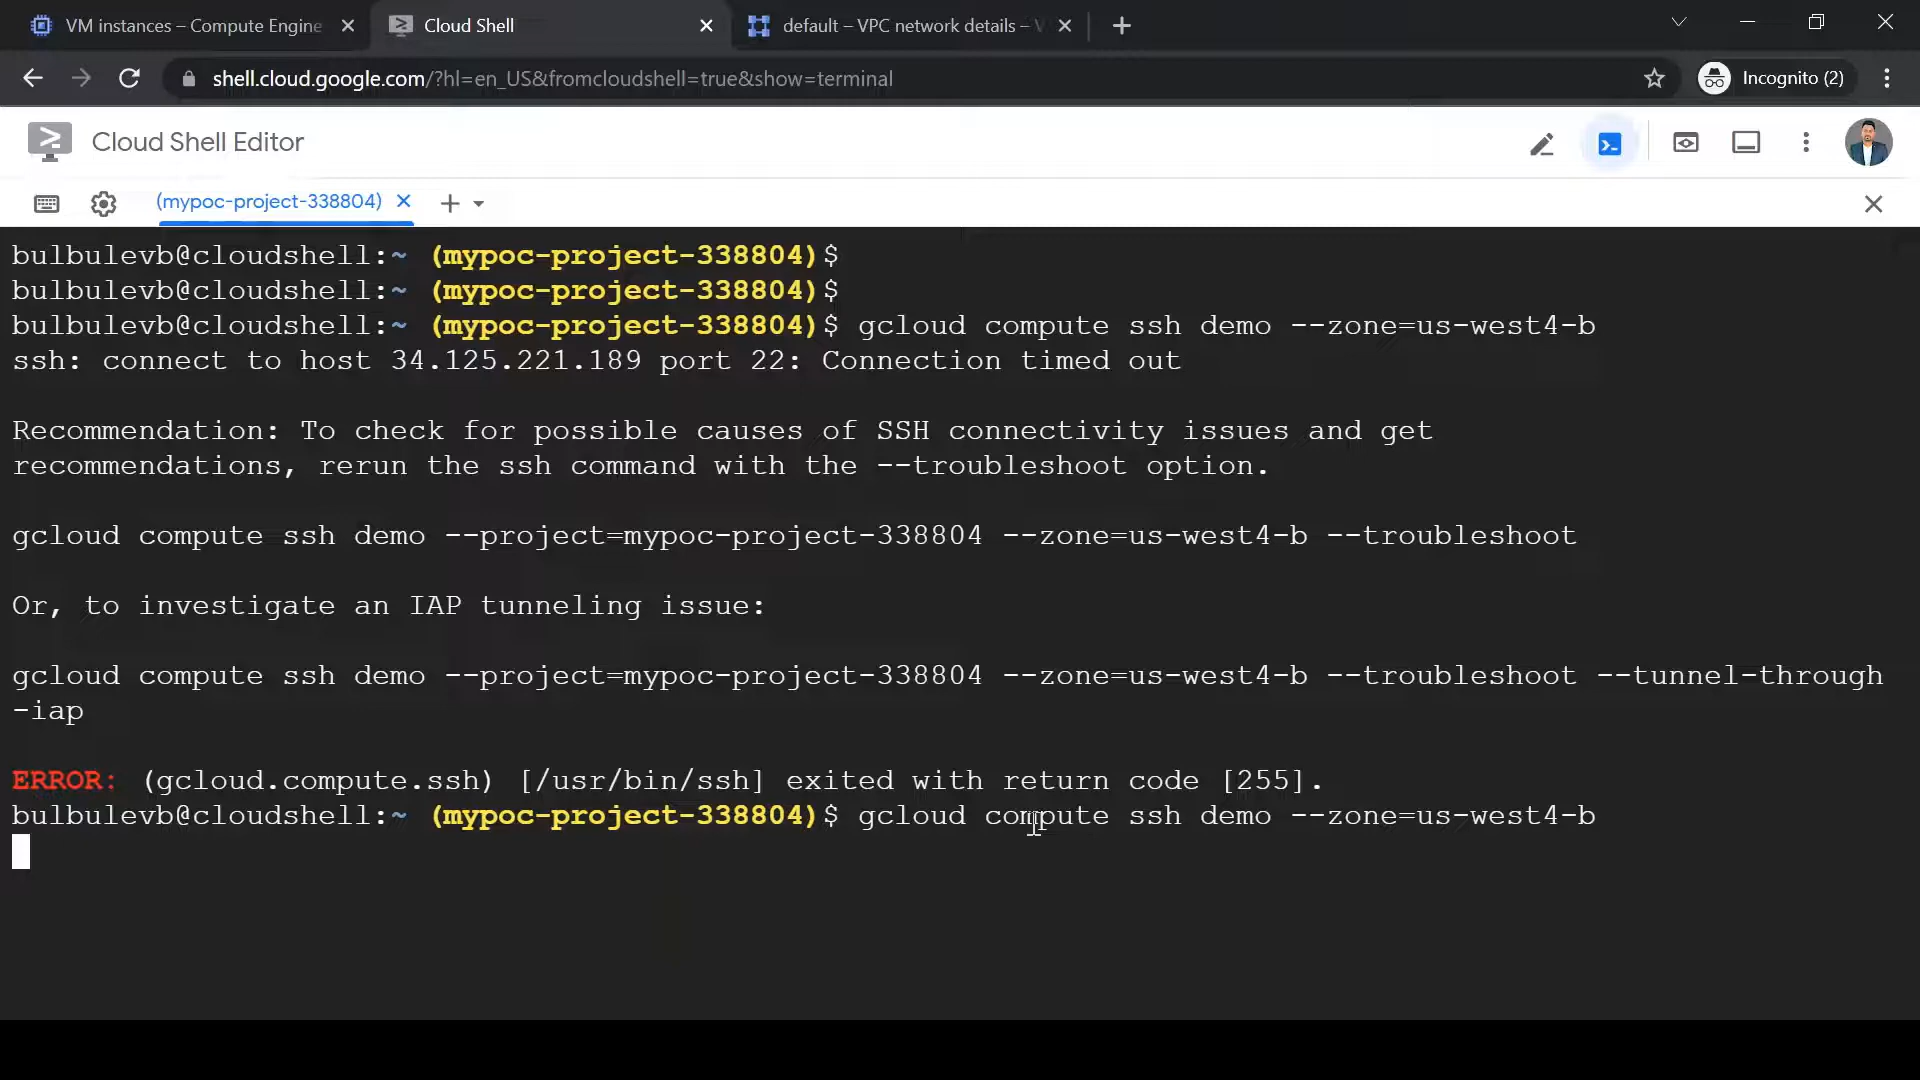 VM instances – Compute Engine
Cloud Shell
default – VPC network details –
shell.cloud.google.com/?hl=en_US&fromcloudshell=true&show=terminal
Incognito (2)
Cloud Shell Editor
(mypoc-project-338804)
bulbulevb@cloudshell:~ (mypoc-project-338804)$
bulbulevb@cloudshell:~ (mypoc-project-338804)$
bulbulevb@cloudshell:~ (mypoc-project-338804)$ gcloud compute ssh demo --zone=us-west4-b
ssh: connect to host 34.125.221.189 port 22: Connection timed out
Recommendation: To check for possible causes of SSH connectivity issues and get
recommendations, rerun the ssh command with the --troubleshoot option.
gcloud compute ssh demo --project=mypoc-project-338804 --zone=us-west4-b --troubleshoot
Or, to investigate an IAP tunneling issue:
gcloud compute ssh demo --project=mypoc-project-338804 --zone=us-west4-b --troubleshoot --tunnel-through
-iap
ERROR: (gcloud.compute.ssh) [/usr/bin/ssh] exited with return code [255].
bulbulevb@cloudshell:~ (mypoc-project-338804)$ gcloud compute ssh demo --zone=us-west4-b